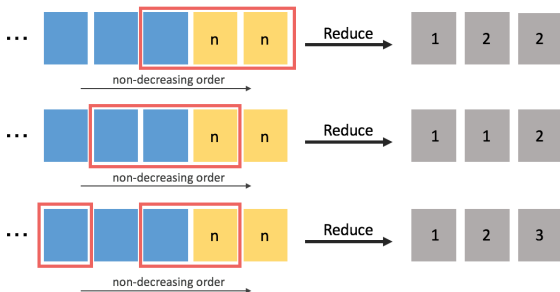 ... n n Reduce 1 2 2
non-decreasing order
... n n Reduce 1 1 2
non-decreasing order
... n n Reduce 1 2 3
non-decreasing order